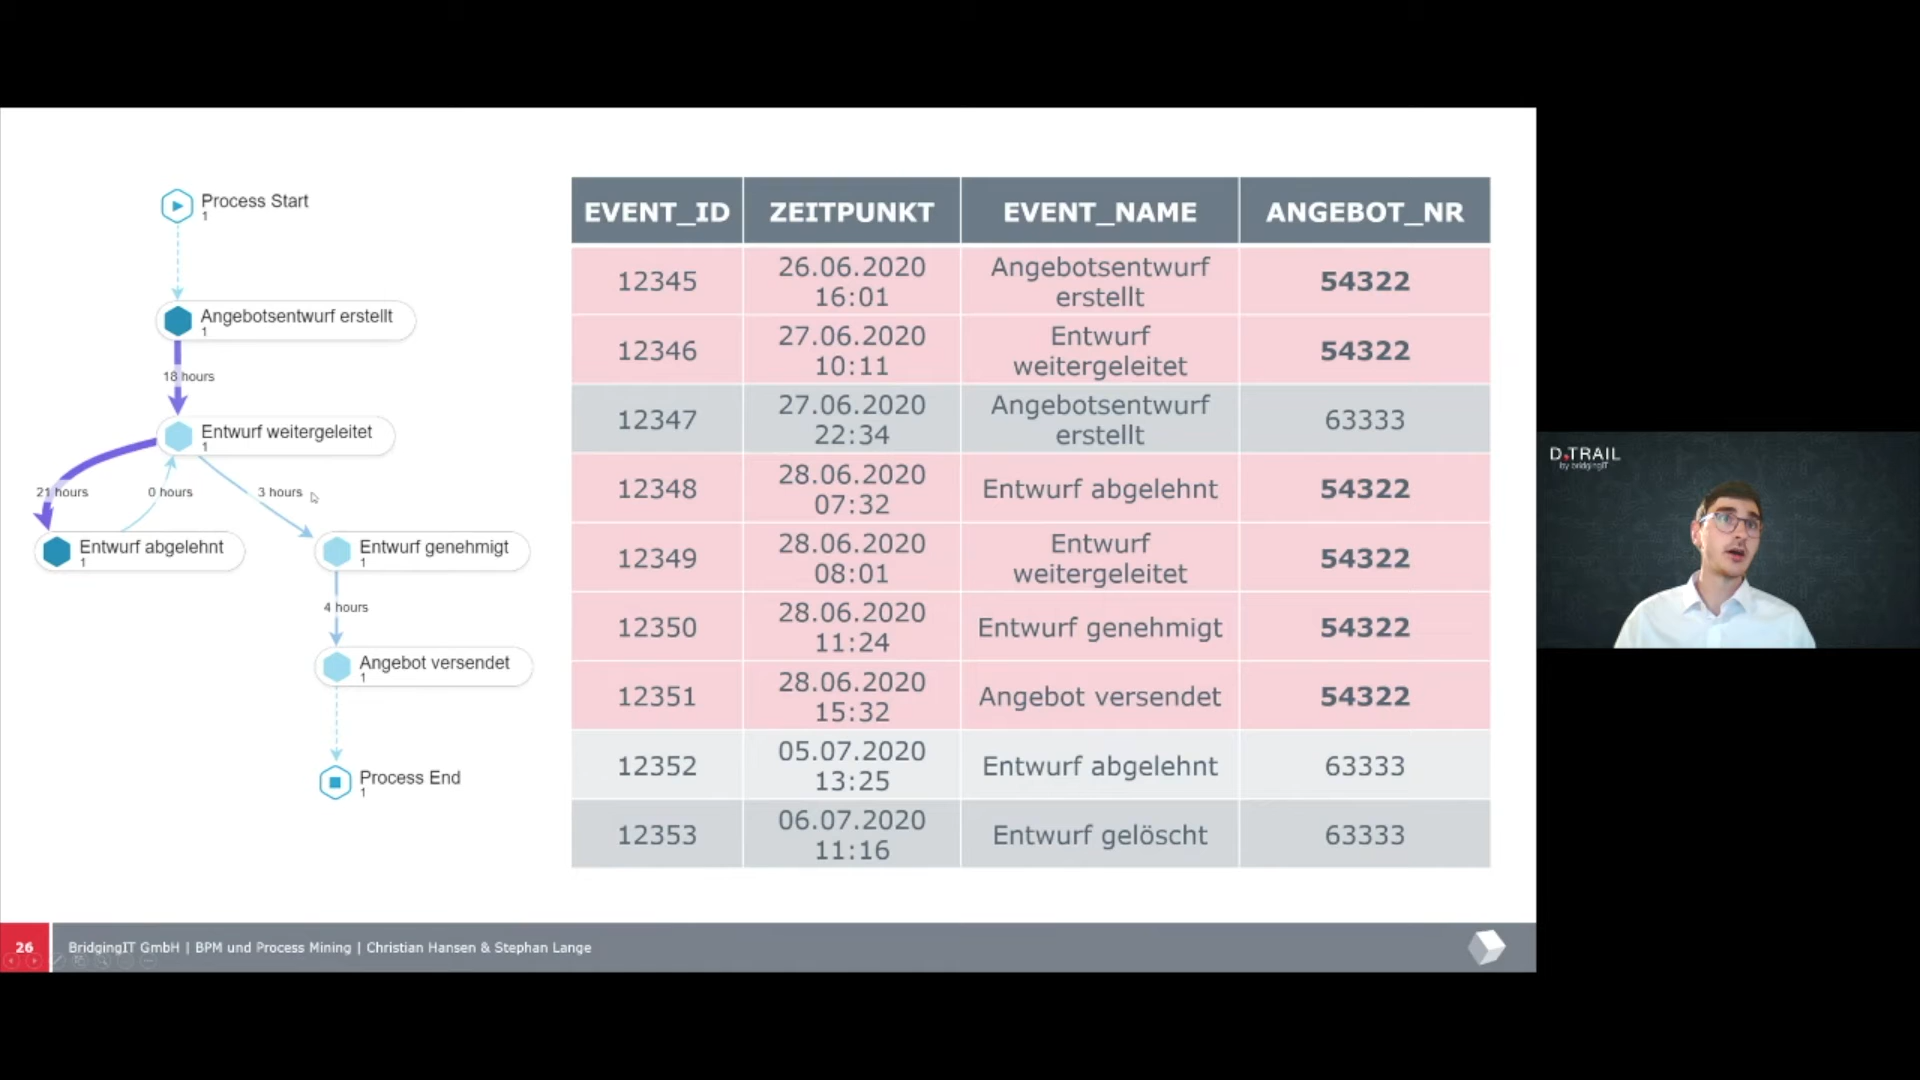 Process Start
1
Angebotsentwurf erstellt
1
18 hours
Entwurf weitergeleitet
1
21 hours
0 hours
3 hours
Entwurf abgelehnt
1
Entwurf genehmigt
1
4 hours
Angebot versendet
1
Process End
1
EVENT_ID ZEITPUNKT EVENT_NAME ANGEBOT_NR
12345 26.06.2020 16:01 Angebotsentwurf erstellt 54322
12346 27.06.2020 10:11 Entwurf weitergeleitet 54322
12347 27.06.2020 22:34 Angebotsentwurf erstellt 63333
12348 28.06.2020 07:32 Entwurf abgelehnt 54322
12349 28.06.2020 08:01 Entwurf weitergeleitet 54322
12350 28.06.2020 11:24 Entwurf genehmigt 54322
12351 28.06.2020 15:32 Angebot versendet 54322
12352 05.07.2020 13:25 Entwurf abgelehnt 63333
12353 06.07.2020 11:16 Entwurf gelöscht 63333
D.TRAIL
by bridgingIT
26 BridgingIT GmbH | BPM und Process Mining | Christian Hansen & Stephan Lange